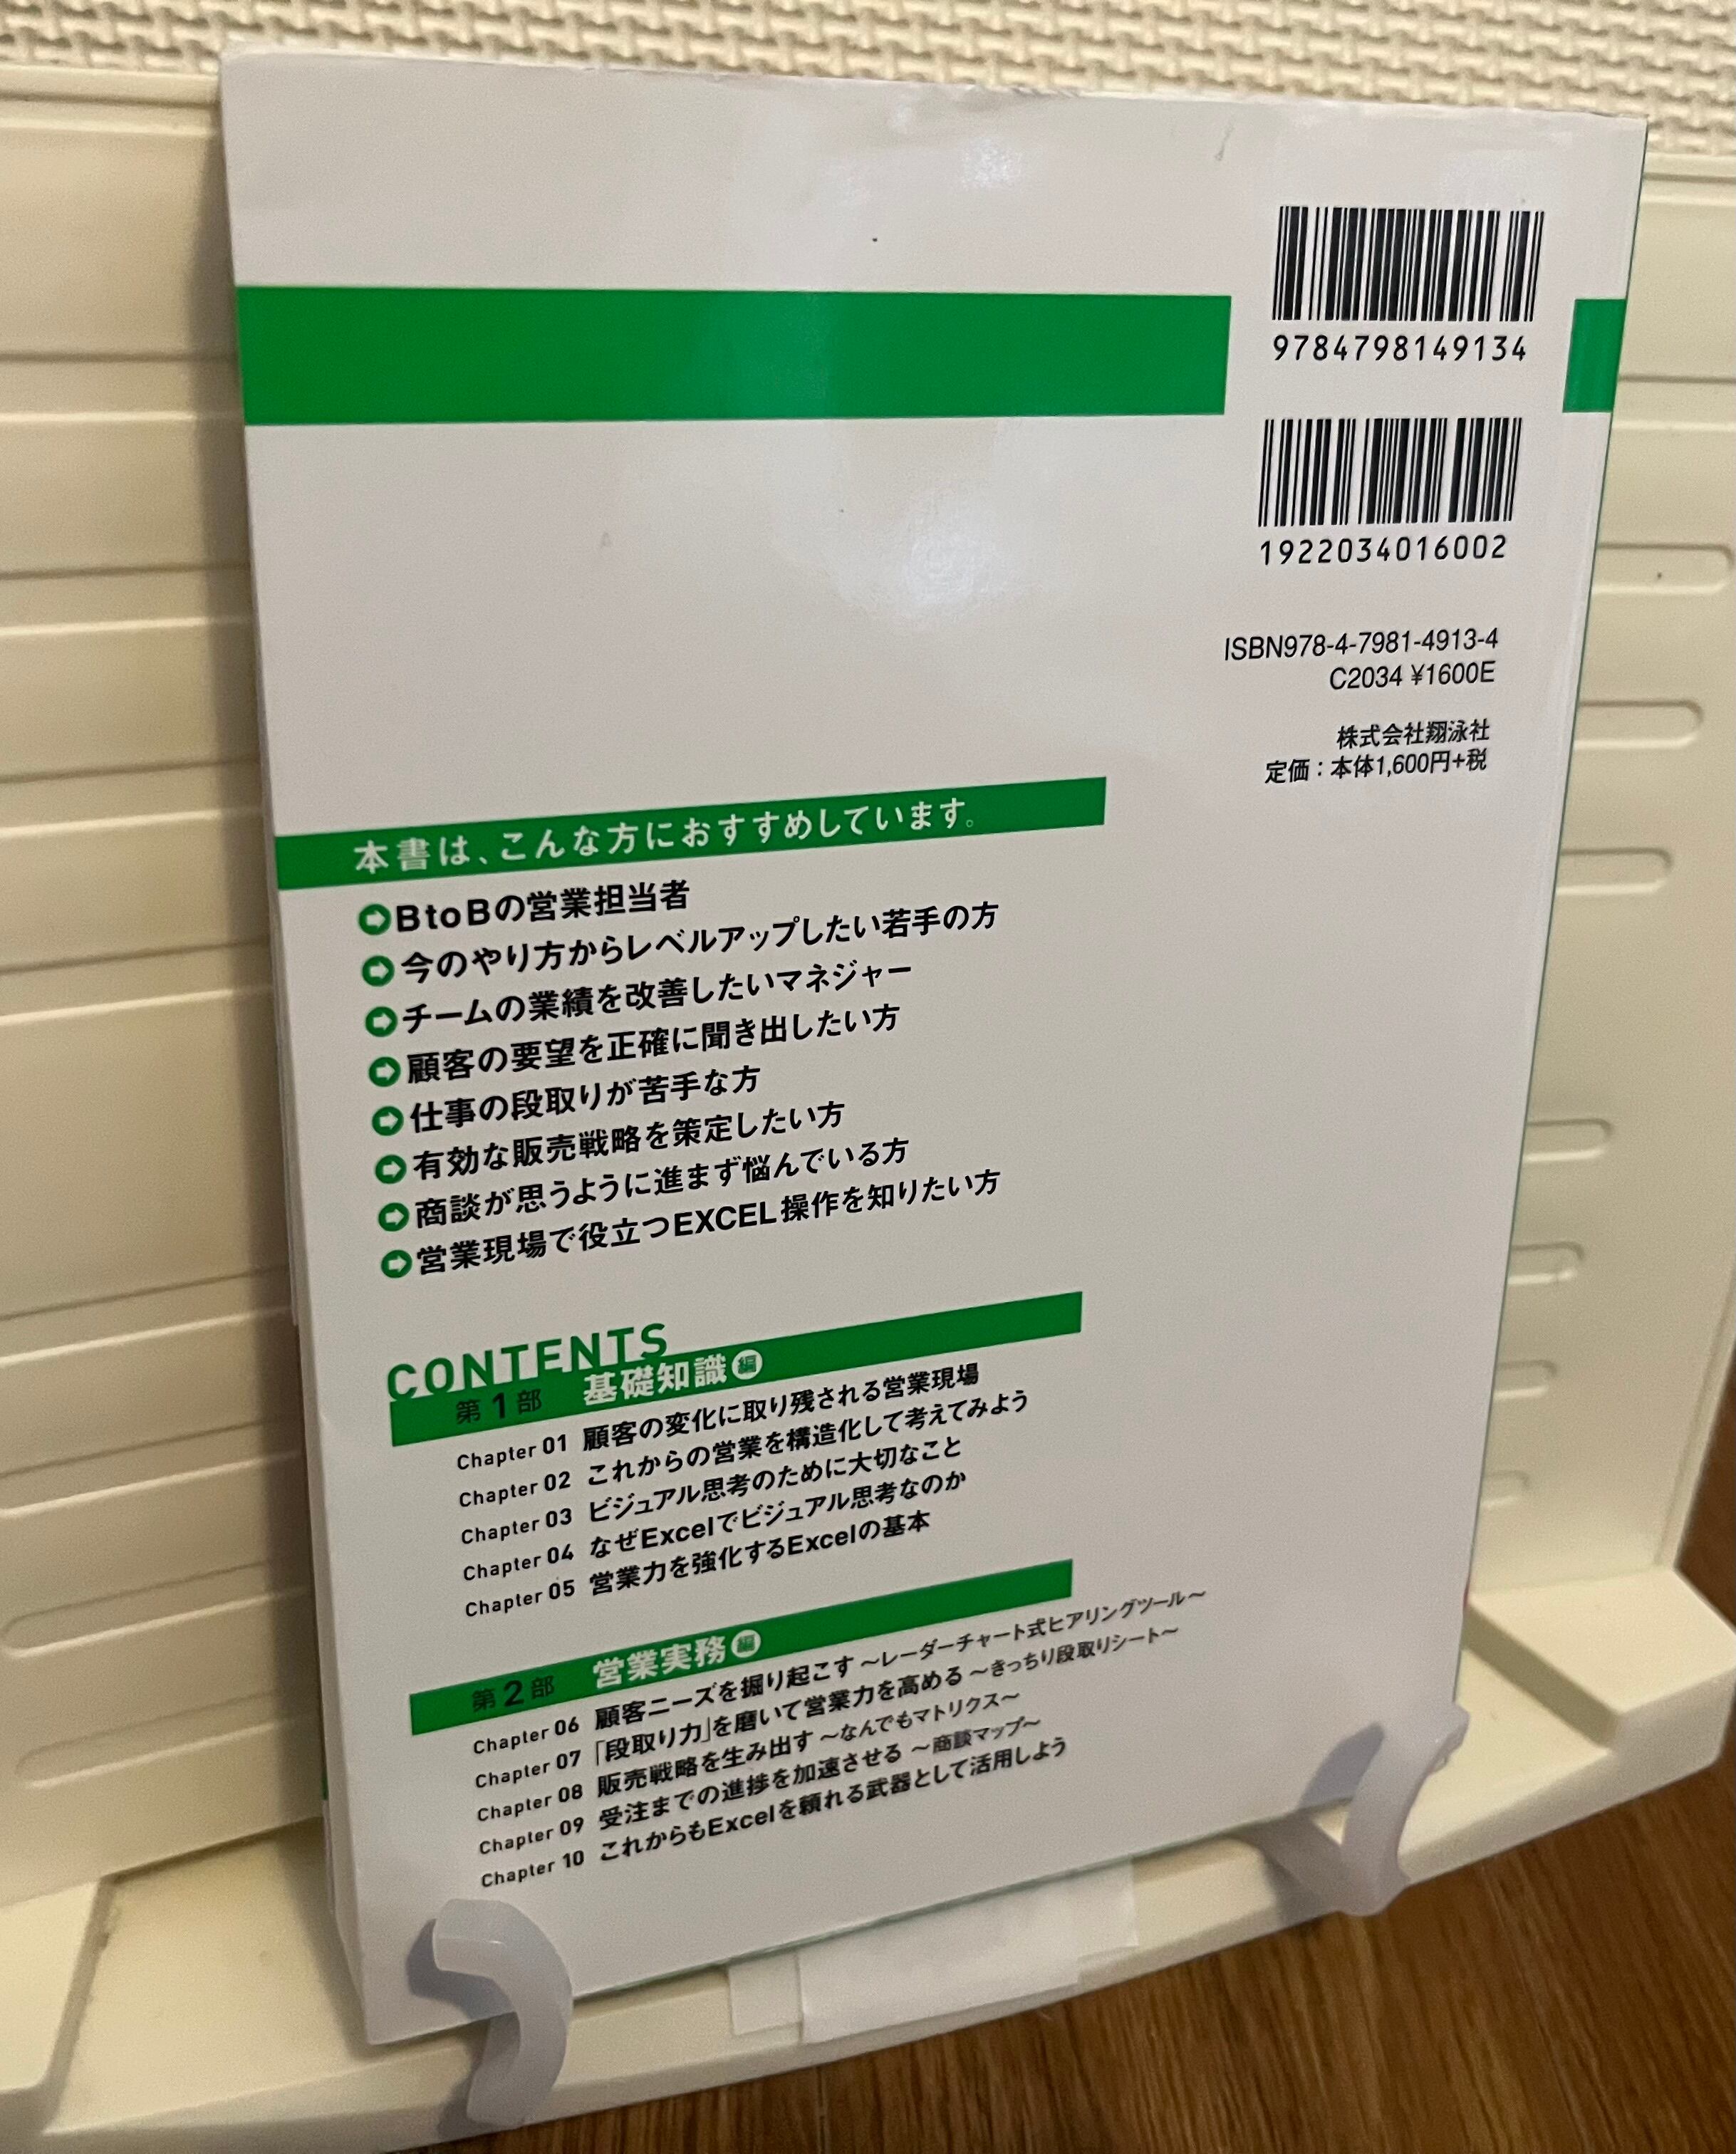 9784798149134
1922034016002
ISBN978-4-7981-4913-4
C2034 ¥1600E
株式会社翔泳社
定価：本体1,600円+税
本書は、こんな方におすすめしています。
BtoBの営業担当者
今のやり方からレベルアップしたい若手の方
チームの業績を改善したいマネジャー
顧客の要望を正確に聞き出したい方
仕事の段取りが苦手な方
有効な販売戦略を策定したい方
商談が思うように進まず悩んでいる方
営業現場で役立つEXCEL操作を知りたい方
CONTENTS
第1部 基礎知識編
Chapter 01 顧客の変化に取り残される営業現場
Chapter 02 これからの営業を構造化して考えてみよう
Chapter 03 ビジュアル思考のために大切なこと
Chapter 04 なぜExcelでビジュアル思考なのか
Chapter 05 営業力を強化するExcelの基本
第2部 営業実務編
Chapter 06 顧客ニーズを掘り起こす ～レーダーチャート式ヒアリングツール～
Chapter 07 「段取り力」を磨いて営業力を高める ～きっちり段取りシート～
Chapter 08 販売戦略を生み出す ～なんでもマトリクス～
Chapter 09 受注までの進捗を加速させる ～商談マップ～
Chapter 10 これからもExcelを頼れる武器として活用しよう